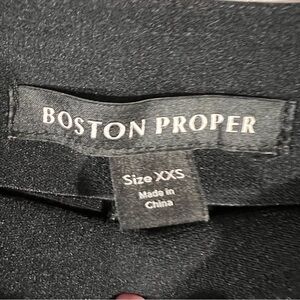 BOSTON PROPER
Size XXS
Made in
China